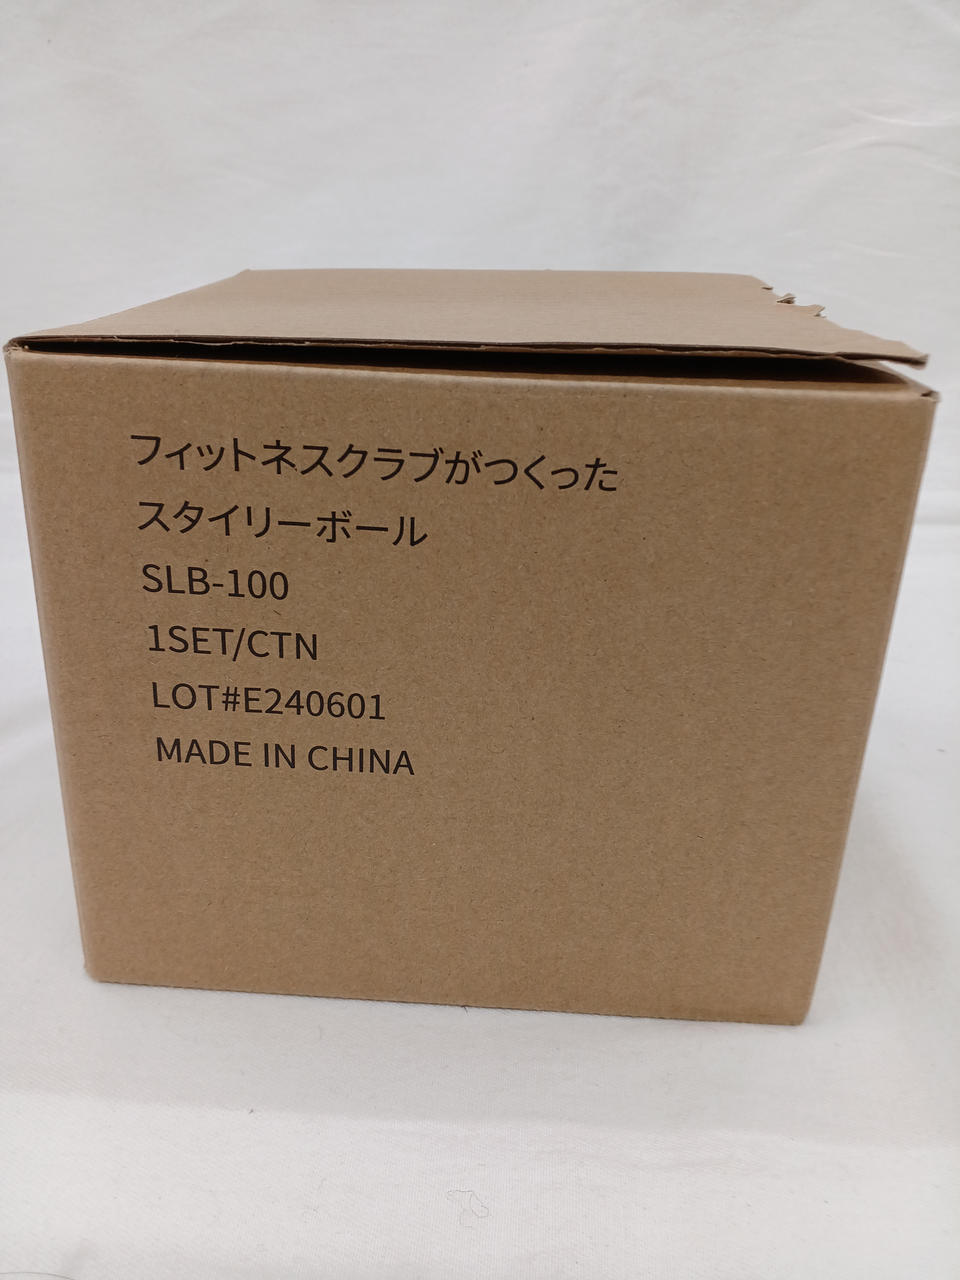 フィットネスクラブがつくった
スタイリーボール
SLB-100
1SET/CTN
LOT#E240601
MADE IN CHINA